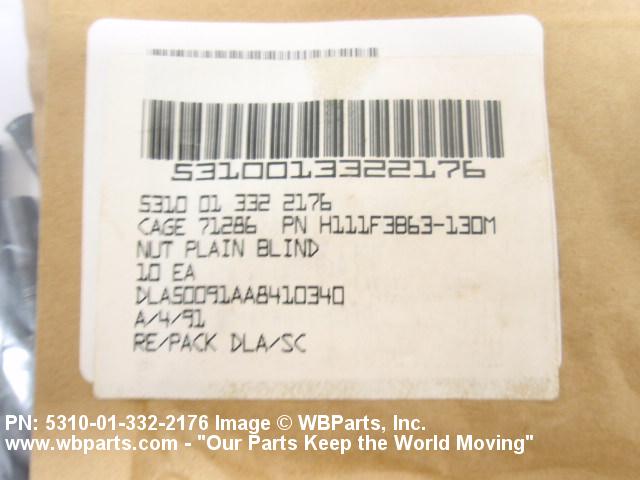 5310013322176
5310 01 332 2176
CAGE 71286 PN H111F3B63-130M
NUT PLAIN BLIND
10 EA
DLA50091AA8410340
A/4/91
RE/PACK DLA/SC
PN: 5310-01-332-2176 Image © WBParts, Inc.
www.wbparts.com - "Our Parts Keep the World Moving"